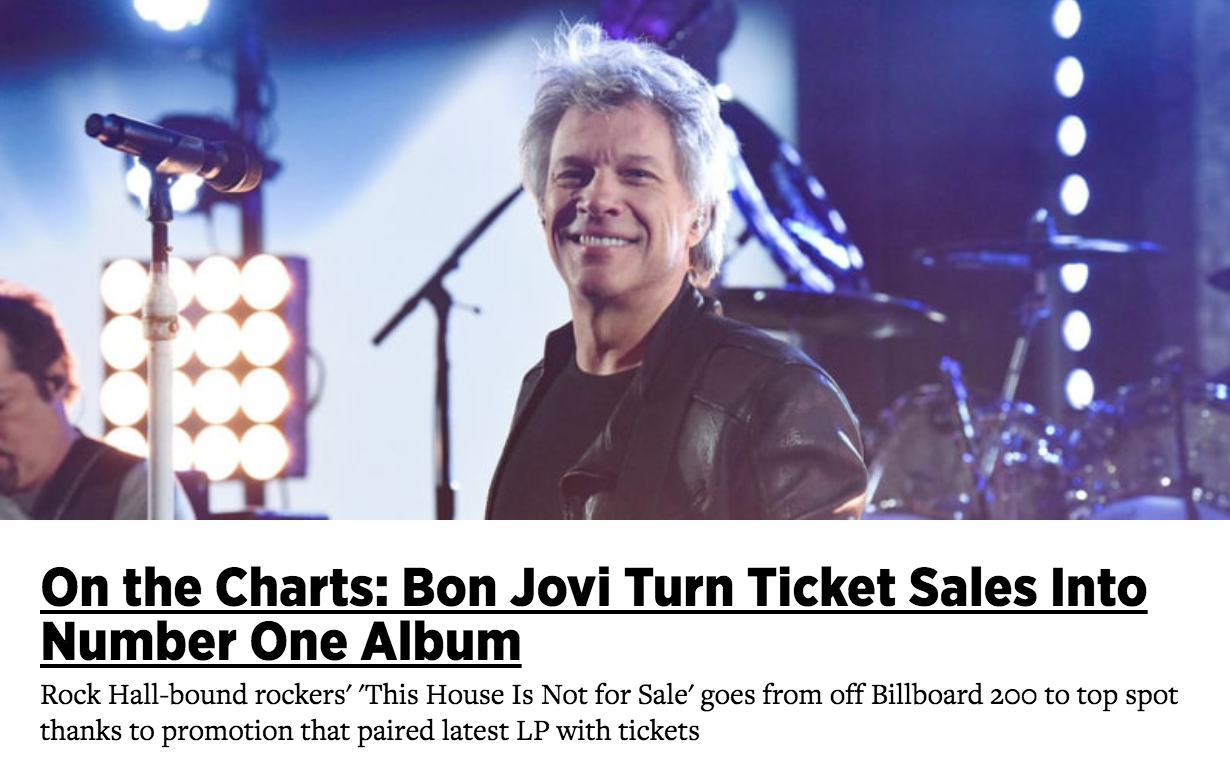 On the Charts: Bon Jovi Turn Ticket Sales Into
Number One Album
Rock Hall-bound rockers' 'This House Is Not for Sale' goes from off Billboard 200 to top spot
thanks to promotion that paired latest LP with tickets